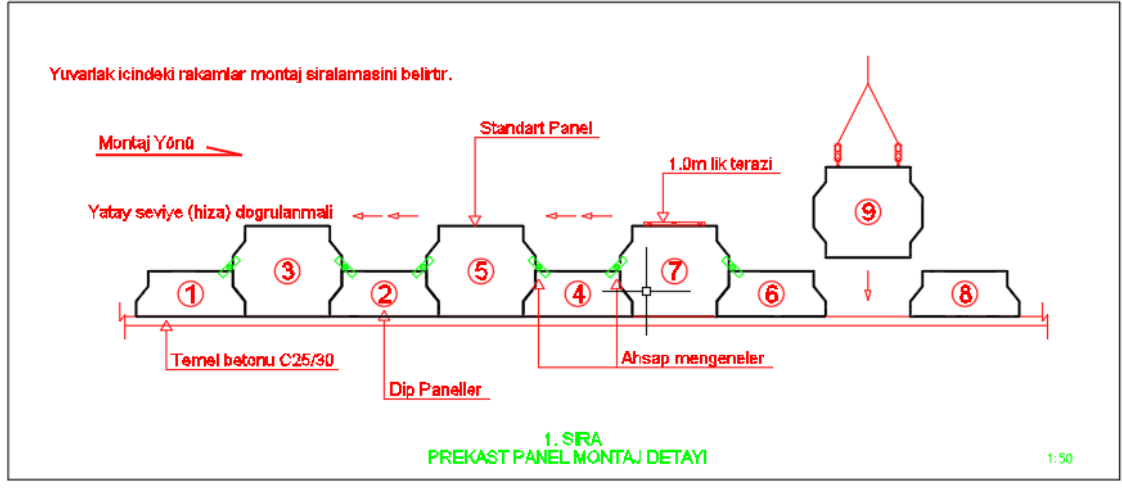 Yuvarlak icindeki rakamlar montaj siralamasini belirtir.
Montaj Yönü
Standart Panel
1.0m lik terazi
Yatay seviye (hiza) dogrulanmali
9
3
5
7
1
2
4
6
8
Temel betonu C25/30
Dip Paneller
Ahsap mengeneler
1. SIRA
PREKAST PANEL MONTAJ DETAYI
1:50